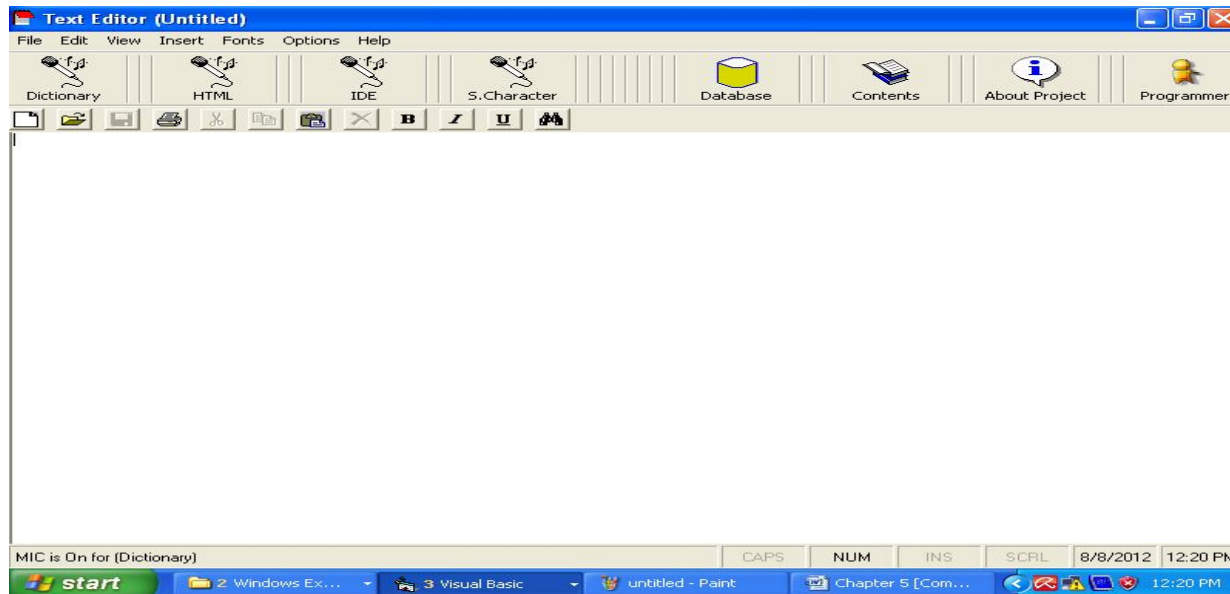 Text Editor (Untitled)
File Edit View Insert Fonts Options Help
Dictionary HTML IDE S.Character Database Contents About Project Programmer
B I U
MIC is On for (Dictionary) CAPS NUM INS SCRL 8/8/2012 12:20 PM
start 2 Windows Ex... 3 Visual Basic untitled - Paint Chapter 5 [Com... 12:20 PM